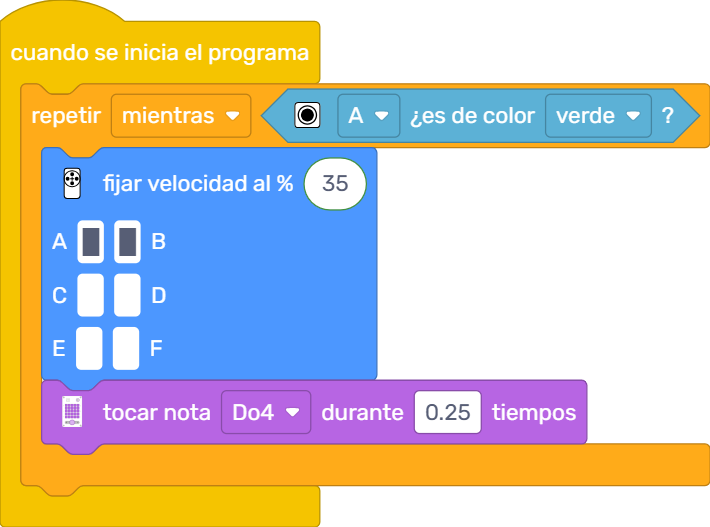 cuando se inicia el programa
repetir mientras A ¿es de color verde ?
fijar velocidad al % 35
A B
C D
E F
tocar nota Do4 durante 0.25 tiempos